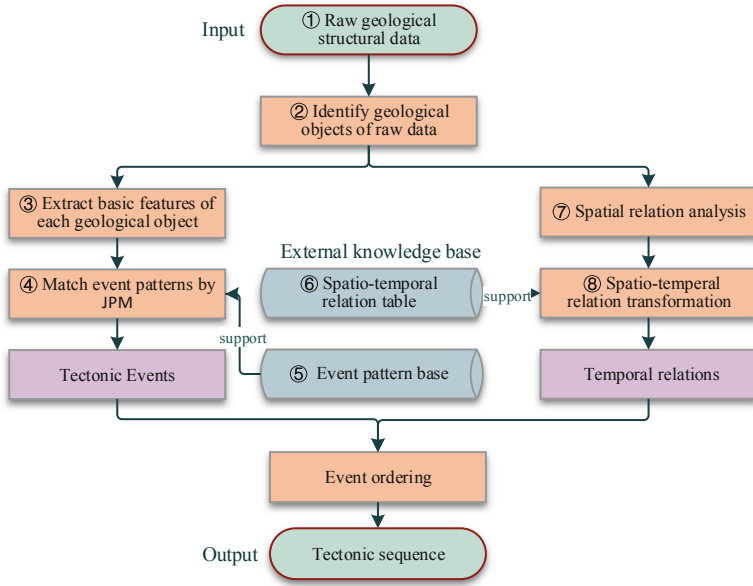 Input
① Raw geological
structural data
② Identify geological
objects of raw data
③ Extract basic features of
each geological object
⑦ Spatial relation analysis
External knowledge base
④ Match event patterns by
JPM
⑥ Spatio-temporal
relation table
support
⑧ Spatio-temperal
relation transformation
support
Tectonic Events
⑤ Event pattern base
Temporal relations
Event ordering
Output
Tectonic sequence